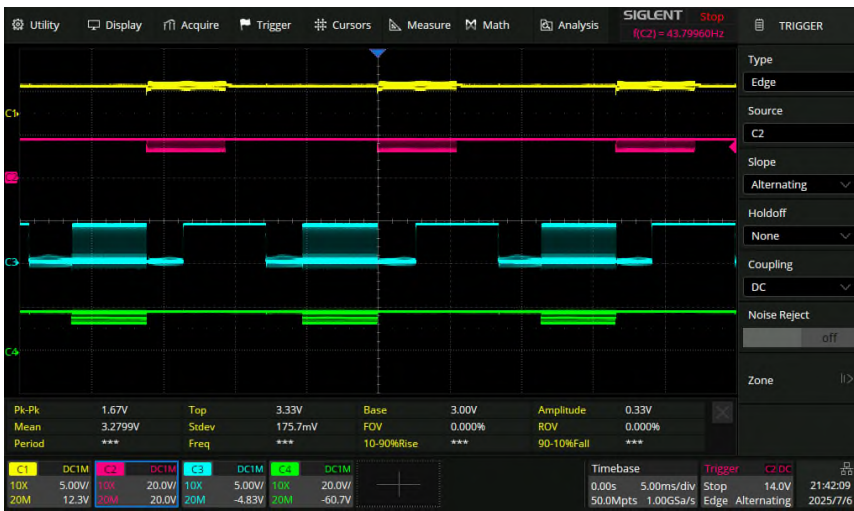 Utility Display Acquire Trigger Cursors Measure Math Analysis SIGLENT Stop TRIGGER
f(C2) = 43.79960Hz
Type
Edge
Source
C2
Slope
Alternating
Holdoff
None
Coupling
DC
Noise Reject
off
Zone
C1
C2
C3
C4
Pk-Pk 1.67V Top 3.33V Base 3.00V Amplitude 0.33V
Mean 3.2799V Stdev 175.7mV FOV 0.000% ROV 0.000%
Period *** Freq *** 10-90%Rise *** 90-10%Fall ***
C1 DC1M C2 DC1M C3 DC1M C4 DC1M Timebase Trigger C2 DC
10X 5.00V/ 10X 20.0V/ 10X 5.00V/ 10X 20.0V/ 0.00s 5.00ms/div Stop 14.0V 21:42:09
20M 12.3V 20M 20.0V 20M -4.83V 20M -60.7V 50.0Mpts 1.00GSa/s Edge Alternating 2025/7/6